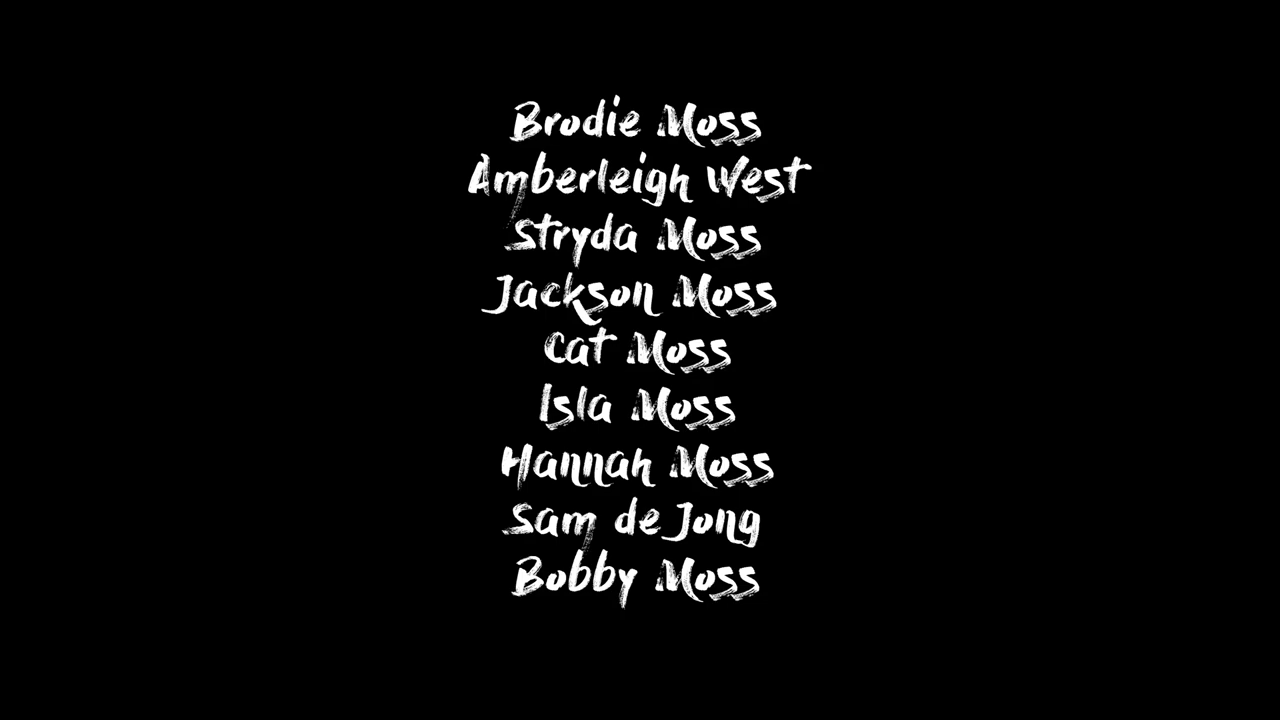 Brodie Moss
Amberleigh West
Stryda Moss
Jackson Moss
Cat Moss
Isla Moss
Hannah Moss
Sam de Jong
Bobby Moss